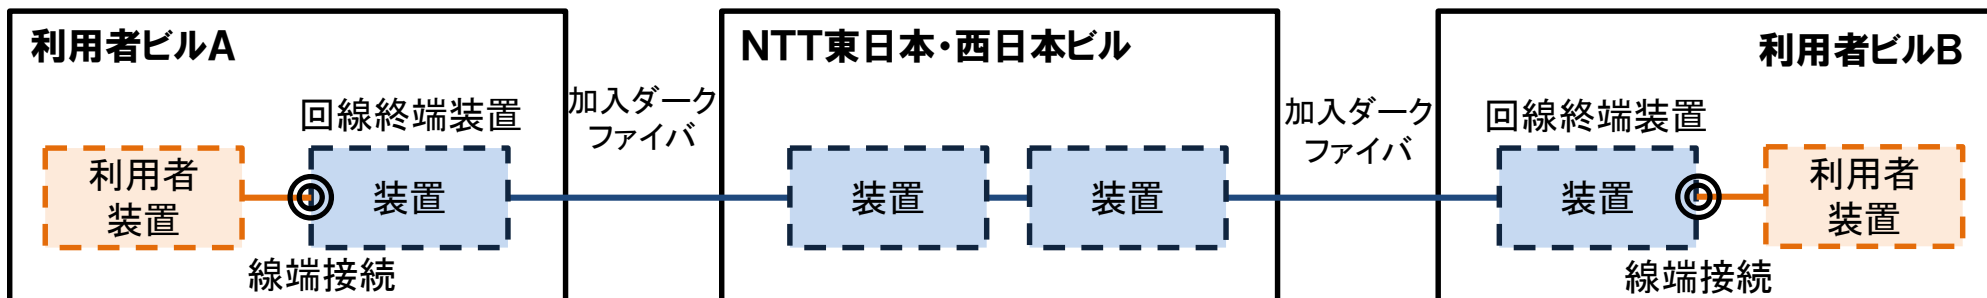 利用者ビルA
回線終端装置
利用者
装置
装置
線端接続
加入ダーク
ファイバ
NTT東日本・西日本ビル
装置
装置
加入ダーク
ファイバ
利用者ビルB
回線終端装置
装置
利用者
装置
線端接続